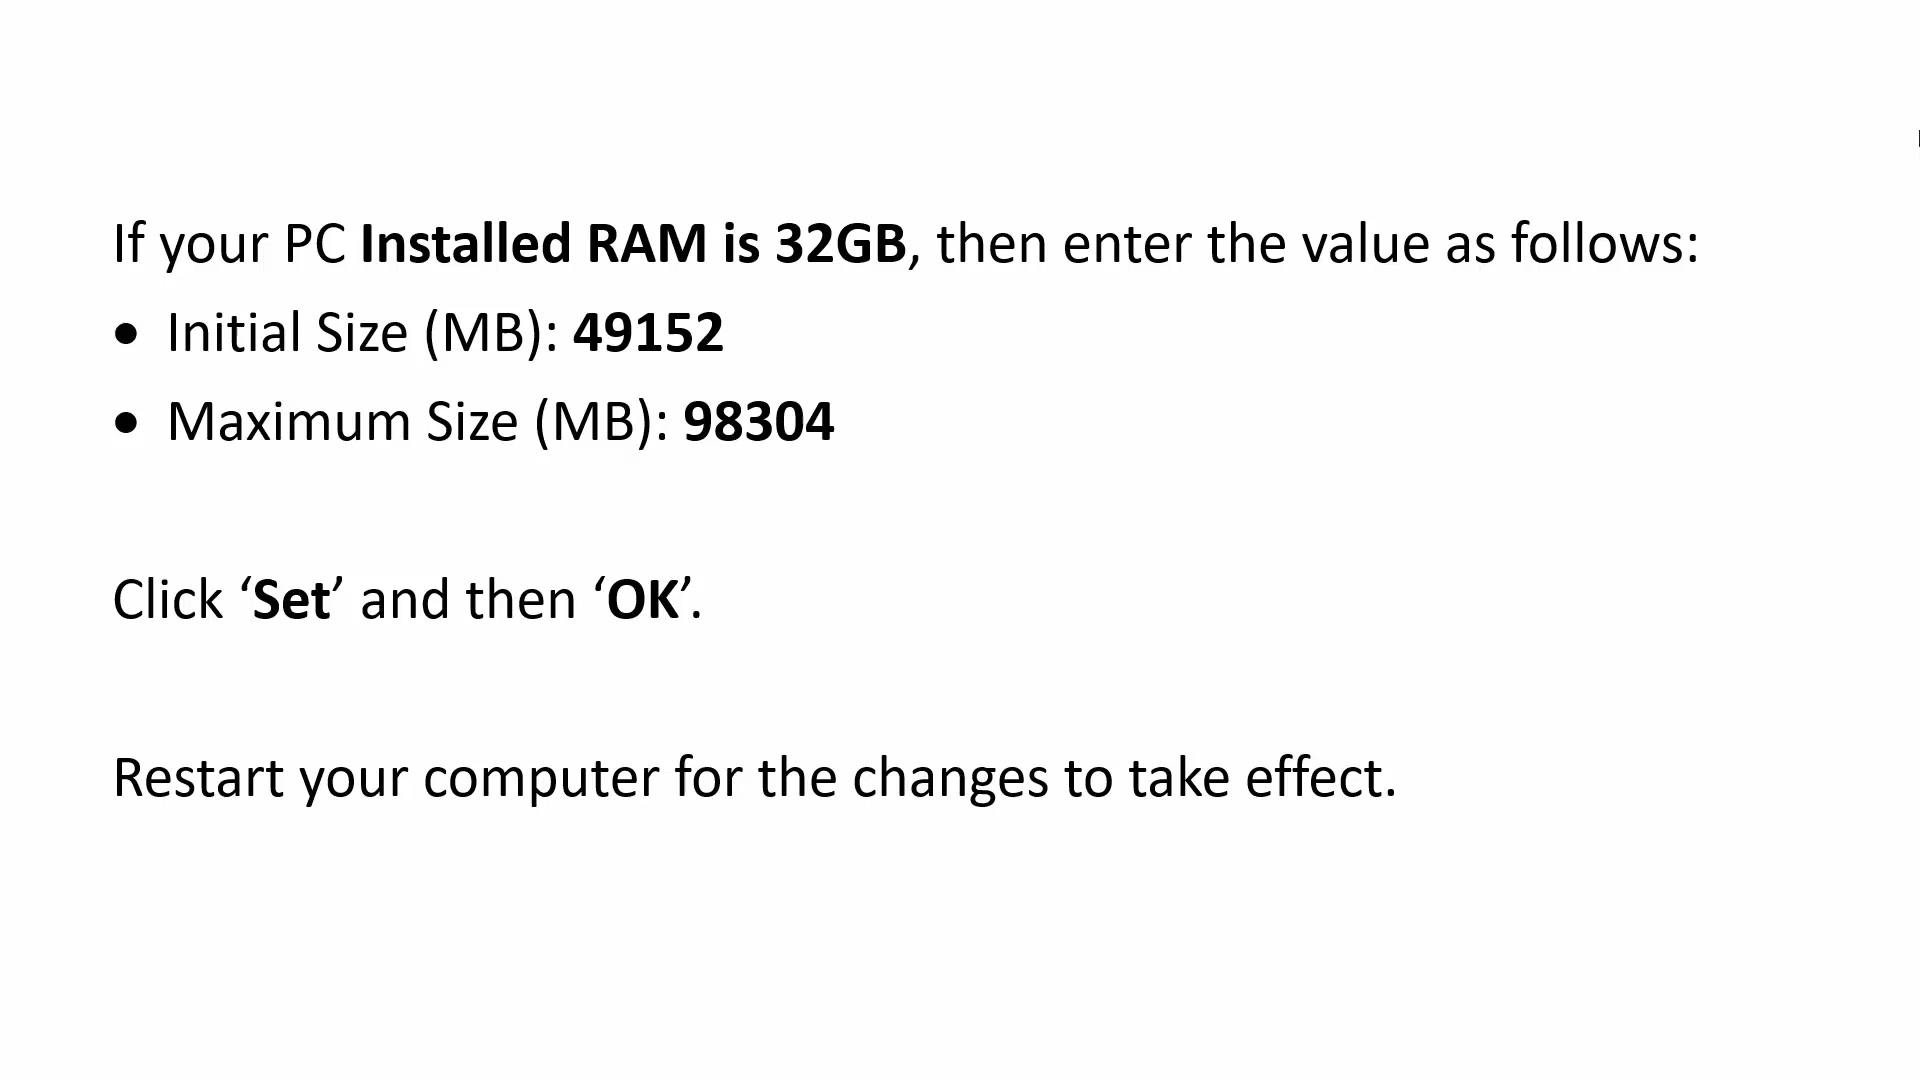 If your PC Installed RAM is 32GB, then enter the value as follows:
• Initial Size (MB): 49152
• Maximum Size (MB): 98304
Click ‘Set’ and then ‘OK’.
Restart your computer for the changes to take effect.